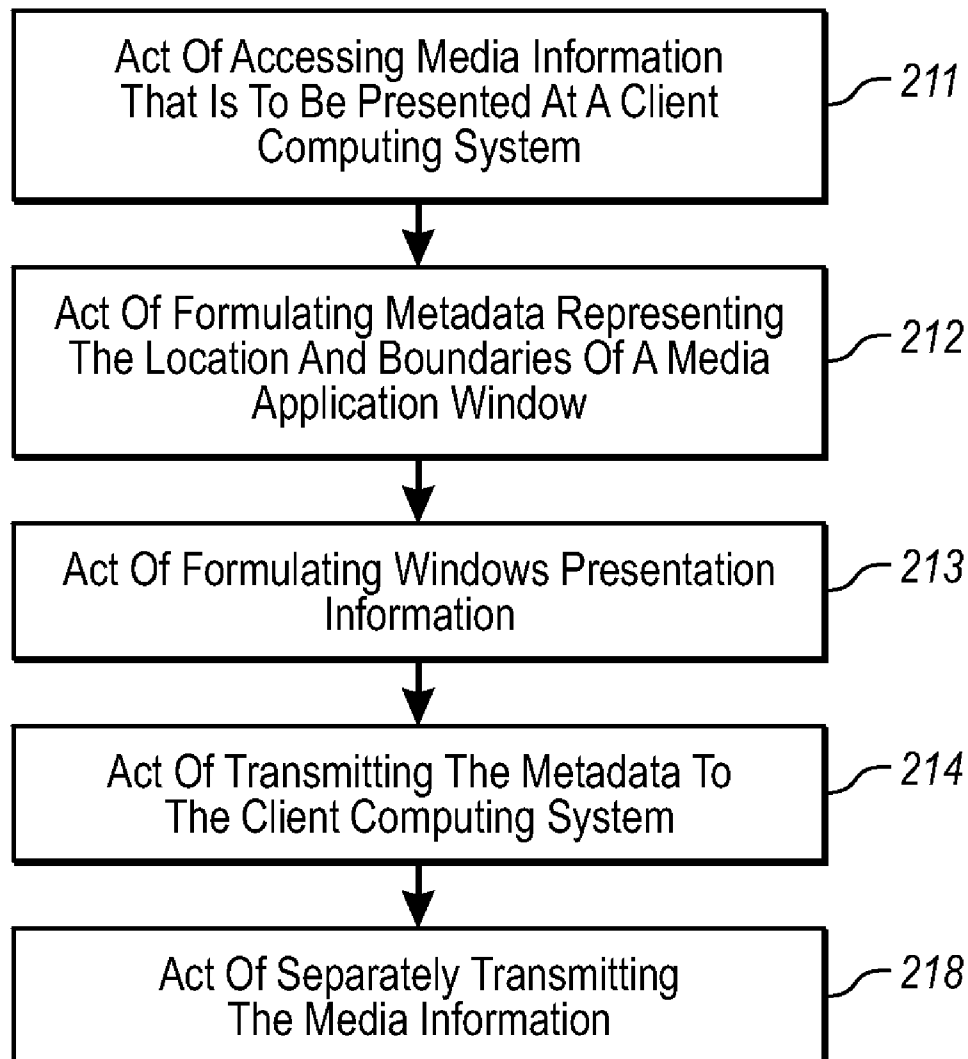 Act Of Accessing Media Information
That Is To Be Presented At A Client
Computing System
211
Act Of Formulating Metadata Representing
The Location And Boundaries Of A Media
Application Window
212
Act Of Formulating Windows Presentation
Information
213
Act Of Transmitting The Metadata To
The Client Computing System
214
Act Of Separately Transmitting
The Media Information
218